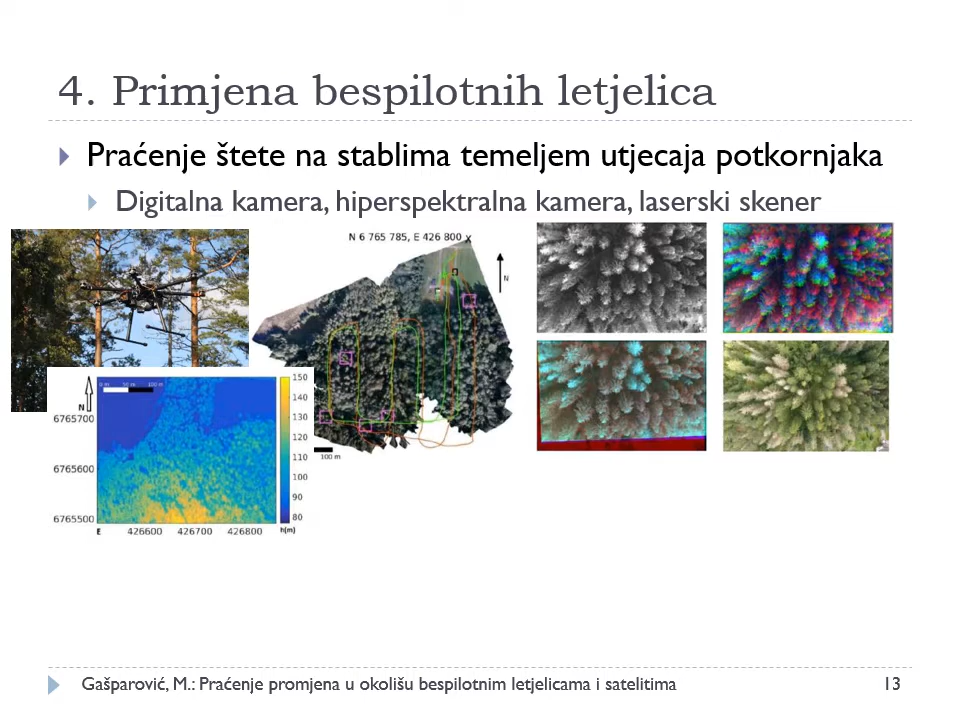 4. Primjena bespilotnih letjelica
Praćenje štete na stablima temeljem utjecaja potkornjaka
Digitalna kamera, hiperspektralna kamera, laserski skener
N 6 765 785, E 426 800 x
N
100 m
0 m 50 m 100 m
N
6765700
6765600
6765500
E 426600 426700 426800 h(m)
150
140
130
120
110
100
90
80
Gašparović, M.: Praćenje promjena u okolišu bespilotnim letjelicama i satelitima 13